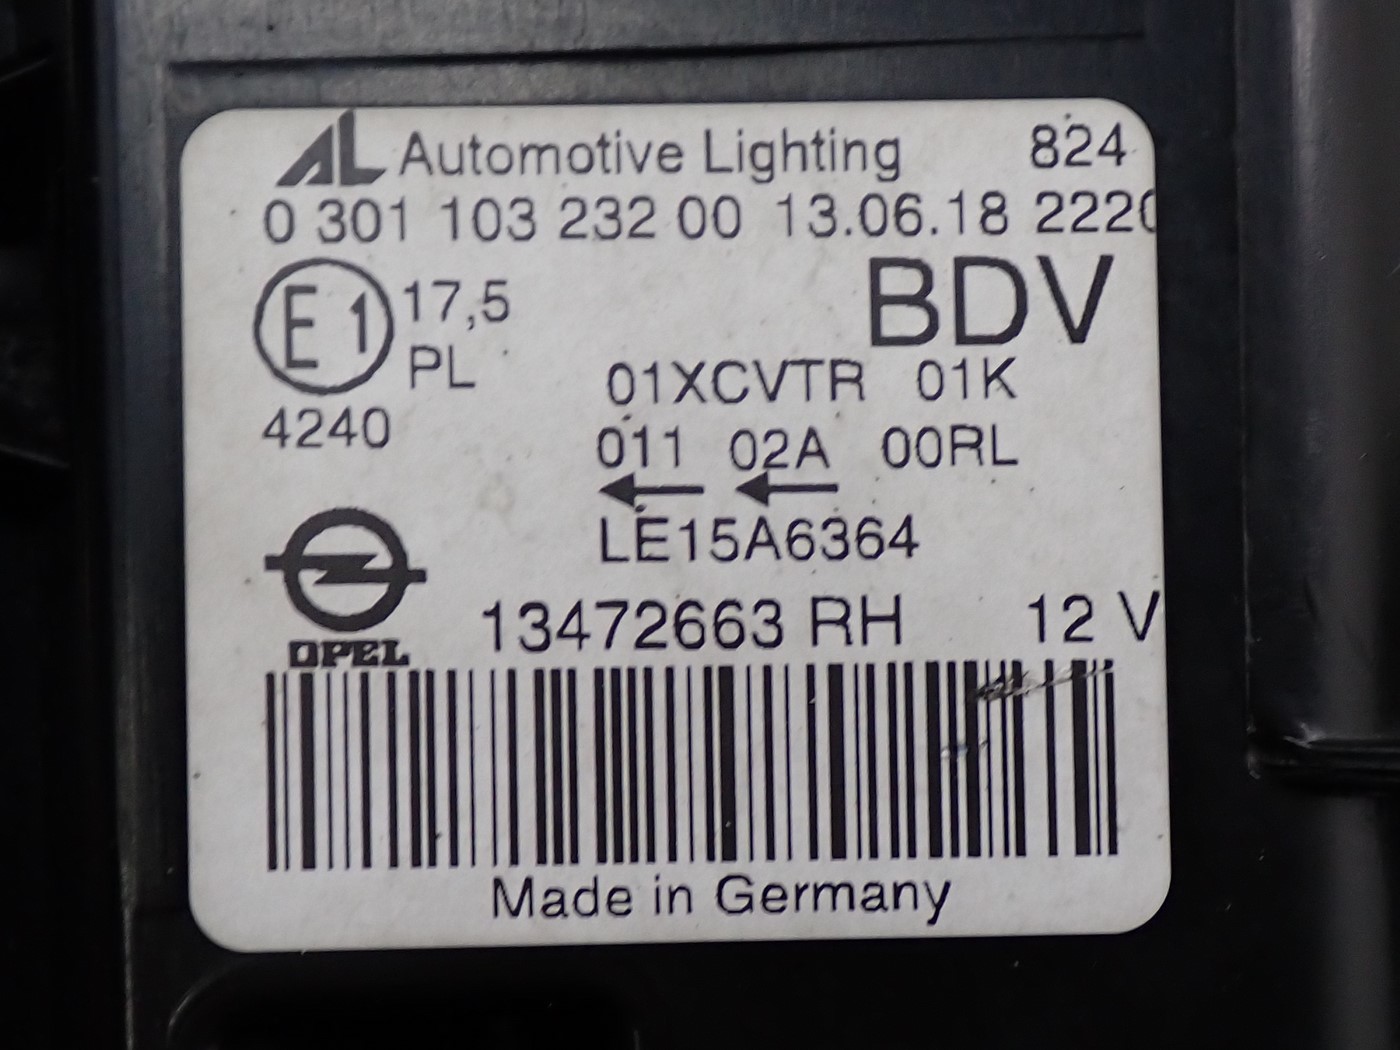 AL Automotive Lighting 824
0 301 103 232 00 13.06.18 2220
E1 17,5 BDV
PL
01XCVTR 01K
4240
011 02A 00RL
← ←
LE15A6364
OPEL
13472663 RH 12 V
Made in Germany